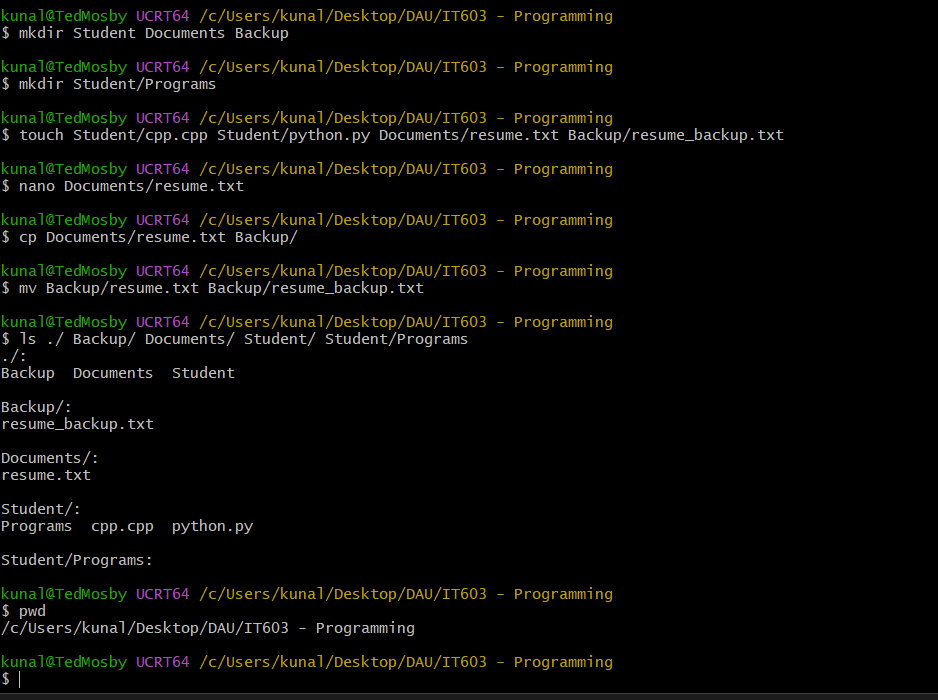 kunal@TedMosby UCRT64 /c/Users/kunal/Desktop/DAU/IT603 - Programming
$ mkdir Student Documents Backup
kunal@TedMosby UCRT64 /c/Users/kunal/Desktop/DAU/IT603 - Programming
$ mkdir Student/Programs
kunal@TedMosby UCRT64 /c/Users/kunal/Desktop/DAU/IT603 - Programming
$ touch Student/cpp.cpp Student/python.py Documents/resume.txt Backup/resume_backup.txt
kunal@TedMosby UCRT64 /c/Users/kunal/Desktop/DAU/IT603 - Programming
$ nano Documents/resume.txt
kunal@TedMosby UCRT64 /c/Users/kunal/Desktop/DAU/IT603 - Programming
$ cp Documents/resume.txt Backup/
kunal@TedMosby UCRT64 /c/Users/kunal/Desktop/DAU/IT603 - Programming
$ mv Backup/resume.txt Backup/resume_backup.txt
kunal@TedMosby UCRT64 /c/Users/kunal/Desktop/DAU/IT603 - Programming
$ ls ./ Backup/ Documents/ Student/ Student/Programs
./:
Backup  Documents  Student
Backup/:
resume_backup.txt
Documents/:
resume.txt
Student/:
Programs  cpp.cpp  python.py
Student/Programs:
kunal@TedMosby UCRT64 /c/Users/kunal/Desktop/DAU/IT603 - Programming
$ pwd
/c/Users/kunal/Desktop/DAU/IT603 - Programming
kunal@TedMosby UCRT64 /c/Users/kunal/Desktop/DAU/IT603 - Programming
$